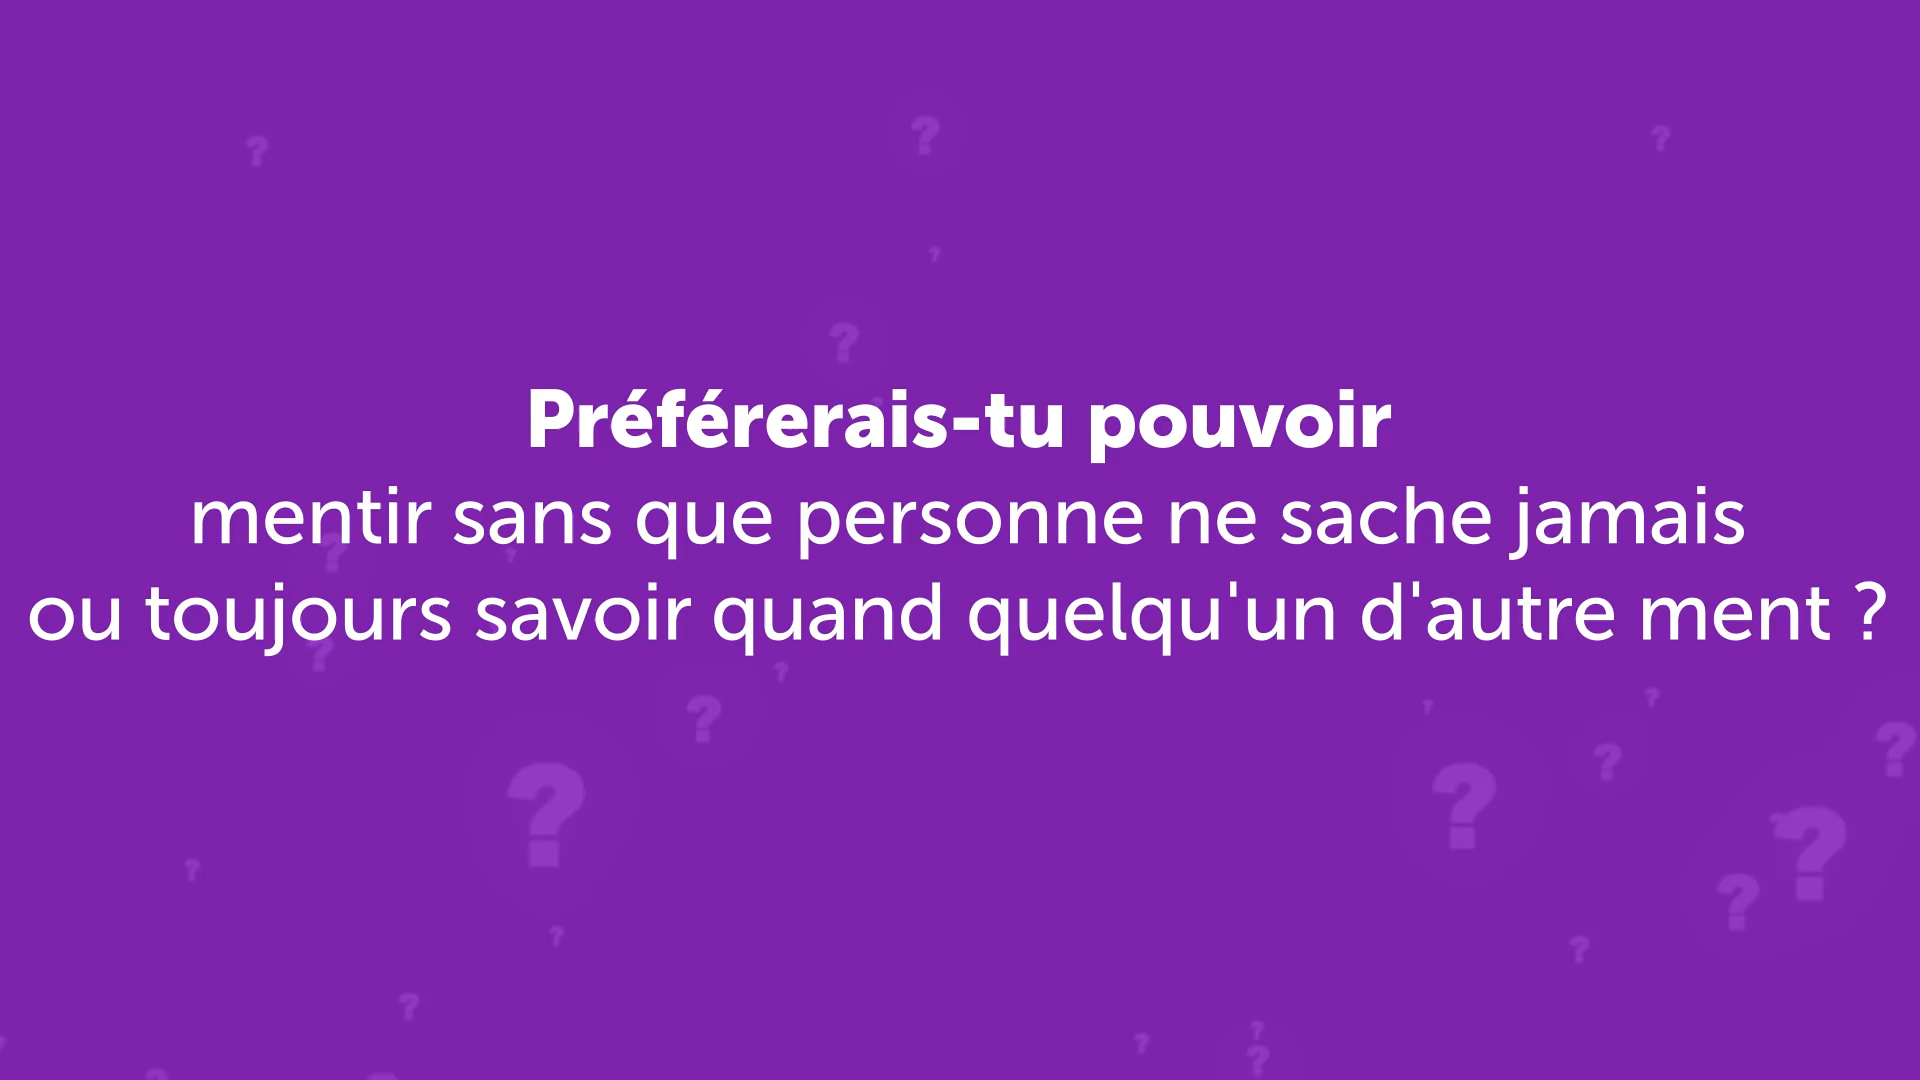 Préférerais-tu pouvoir
mentir sans que personne ne sache jamais
ou toujours savoir quand quelqu'un d'autre ment ?